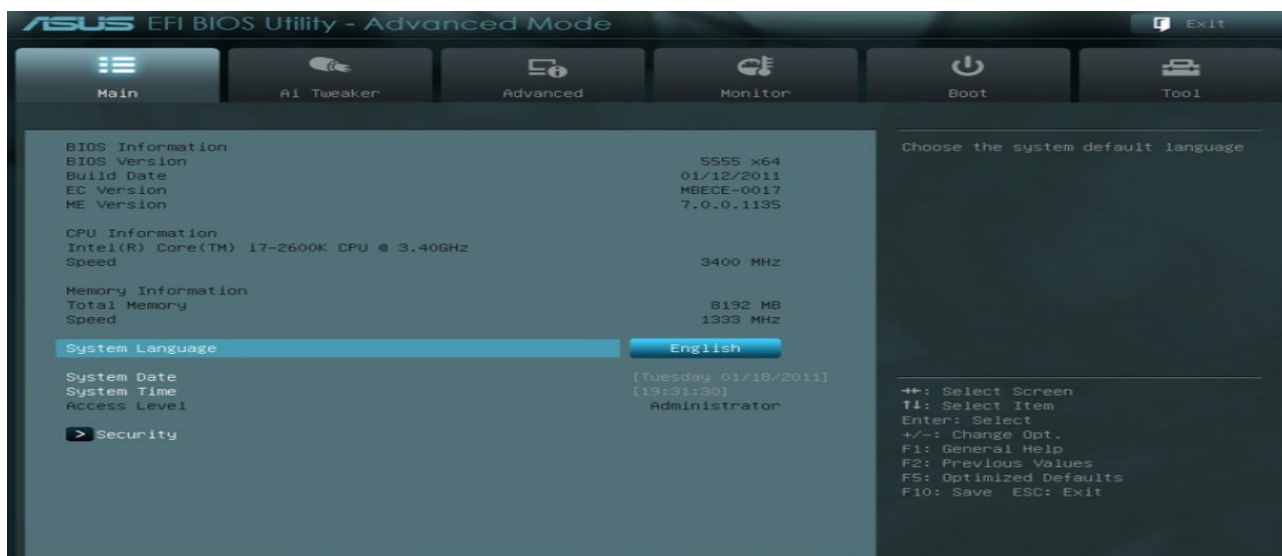 ASUS EFI BIOS Utility - Advanced Mode
Exit
Main
Ai Tweaker
Advanced
Monitor
Boot
Tool
BIOS Information
BIOS Version 5555 x64
Build Date 01/12/2011
EC Version MBECE-0017
ME Version 7.0.0.1135
CPU Information
Intel(R) Core(TM) i7-2600K CPU @ 3.40GHz
Speed 3400 MHz
Memory Information
Total Memory 8192 MB
Speed 1333 MHz
System Language English
System Date [Tuesday 01/18/2011]
System Time [19:31:30]
Access Level Administrator
> Security
Choose the system default language
→←: Select Screen
↑↓: Select Item
Enter: Select
+/-: Change Opt.
F1: General Help
F2: Previous Values
F5: Optimized Defaults
F10: Save ESC: Exit